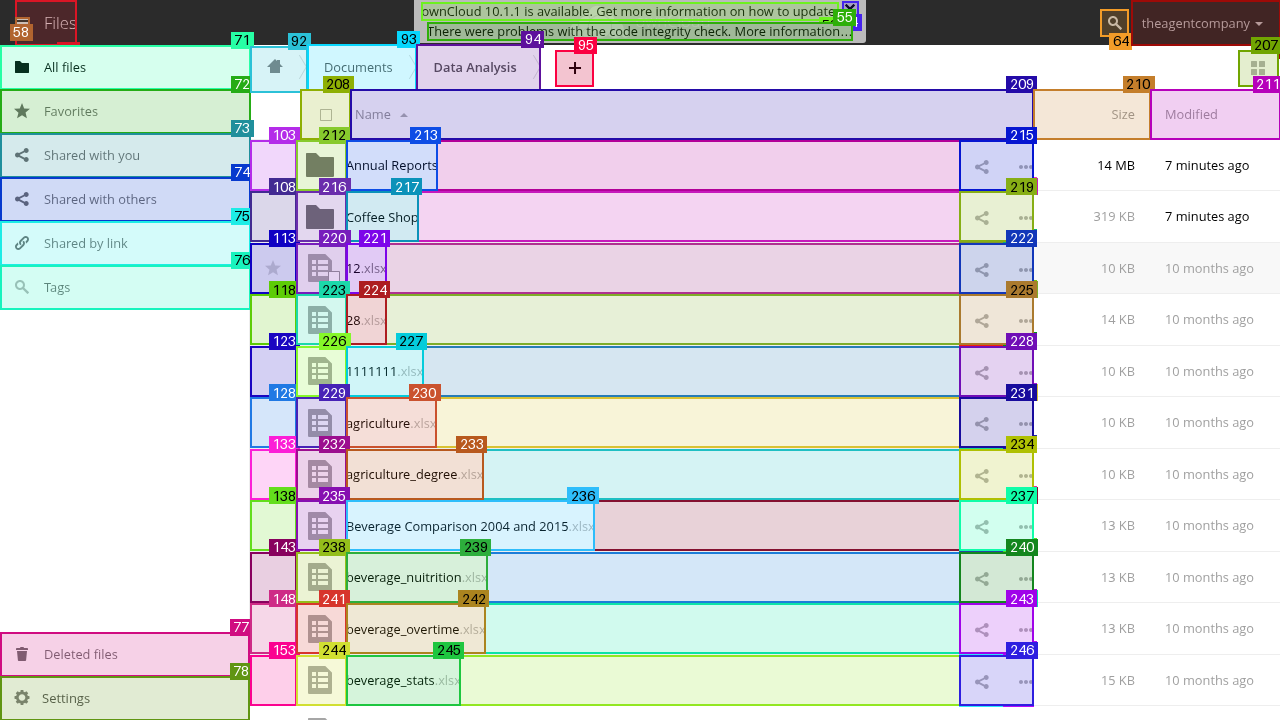 Files
ownCloud 10.1.1 is available. Get more information on how to update
There were problems with the code integrity check. More information...
theagentcompany
58
55
64
207
71
92
93
94
95
All files
Documents
Data Analysis
+
72
208
209
210
211
Favorites
Name
Size
Modified
73
103
212
213
215
Shared with you
Annual Reports
14 MB
7 minutes ago
74
108
216
217
219
Shared with others
Coffee Shop
319 KB
7 minutes ago
75
113
220
221
222
Shared by link
12.xlsx
10 KB
10 months ago
76
118
223
224
225
Tags
28.xlsx
14 KB
10 months ago
123
226
227
228
1111111.xlsx
10 KB
10 months ago
128
229
230
231
agriculture.xlsx
10 KB
10 months ago
133
232
233
234
agriculture_degree.xlsx
10 KB
10 months ago
138
235
236
237
Beverage Comparison 2004 and 2015.xlsx
13 KB
10 months ago
143
238
239
240
beverage_nuitrition.xlsx
13 KB
10 months ago
148
241
242
243
beverage_overtime.xlsx
13 KB
10 months ago
77
153
244
245
246
Deleted files
78
beverage_stats.xlsx
15 KB
10 months ago
Settings